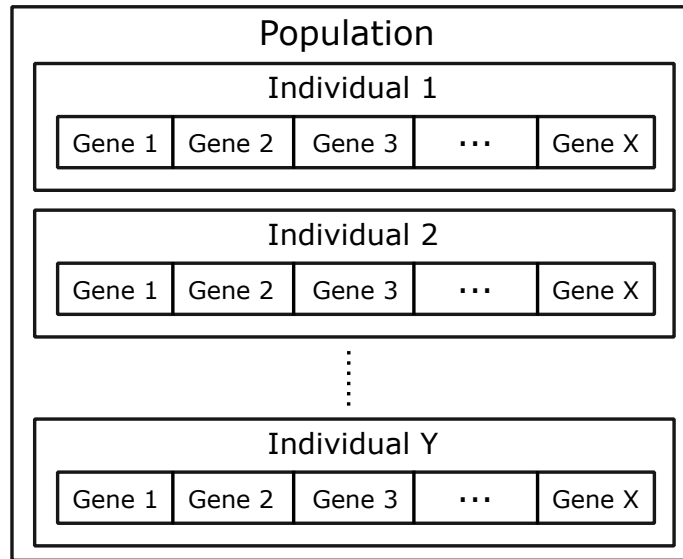 Population
Individual 1
Gene 1 Gene 2 Gene 3 ... Gene X
Individual 2
Gene 1 Gene 2 Gene 3 ... Gene X
Individual Y
Gene 1 Gene 2 Gene 3 ... Gene X